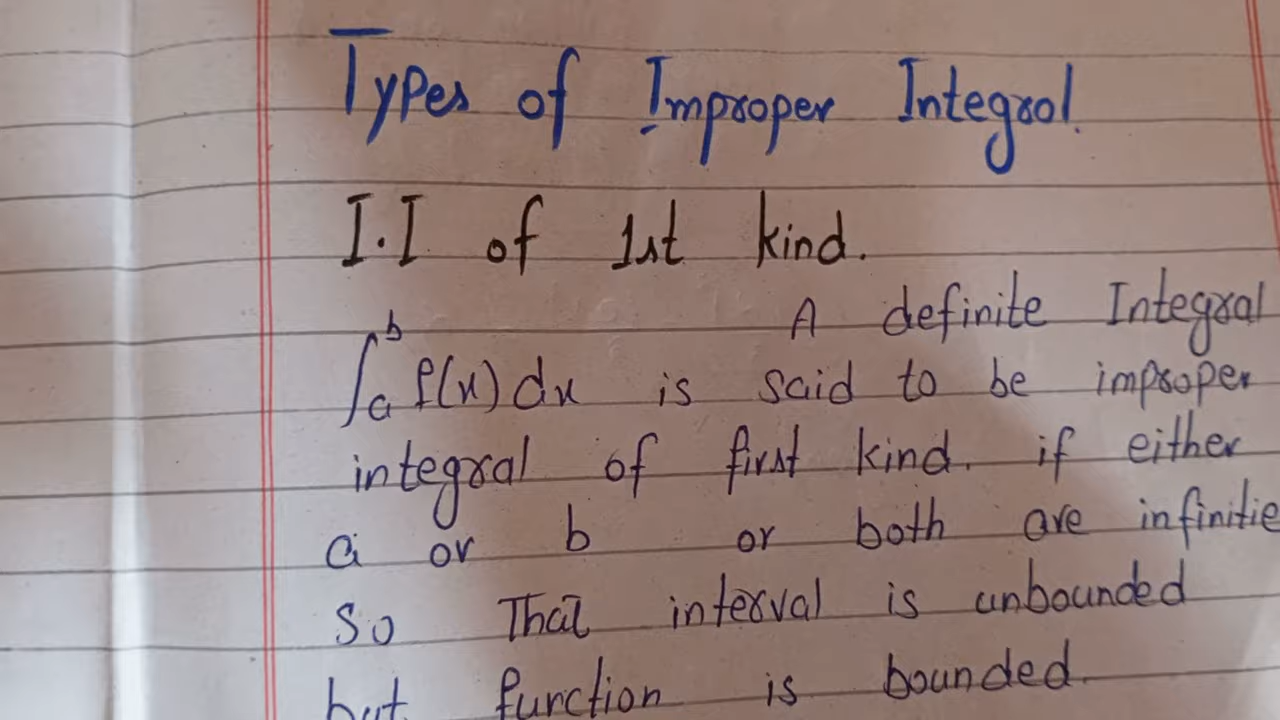 Types of Improper Integral.
I.I of 1st kind.
A definite Integral
∫ₐᵇ f(x) dx is said to be improper
integral of first kind. if either
a or b or both are infinitie
So That interval is unbounded
but function is bounded.